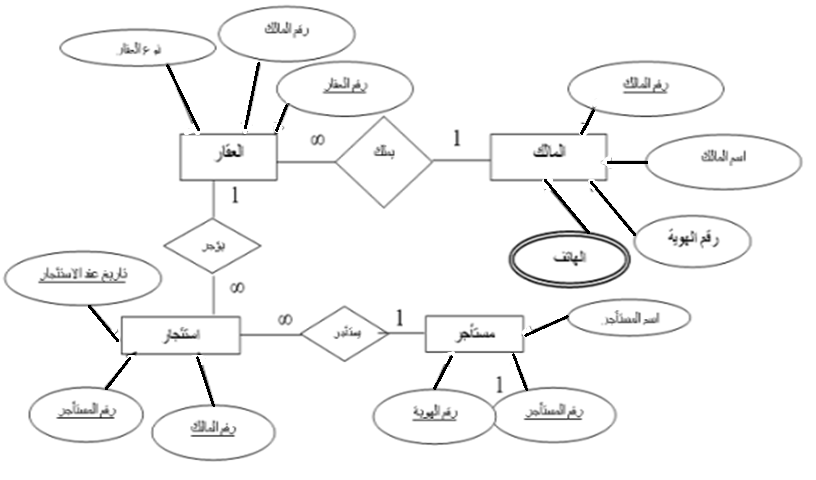 رقم المالك
نوع العقار
رقم العقار
رقم المالك
العقار
∞
يملك
1
المالك
اسم المالك
1
رقم الهوية
الهاتف
يؤجر
تاريخ عقد الاستئجار
∞
استئجار
∞
يستأجر
1
مستأجر
اسم المستأجر
1
رقم المستأجر
رقم المالك
رقم الهوية
رقم المستأجر